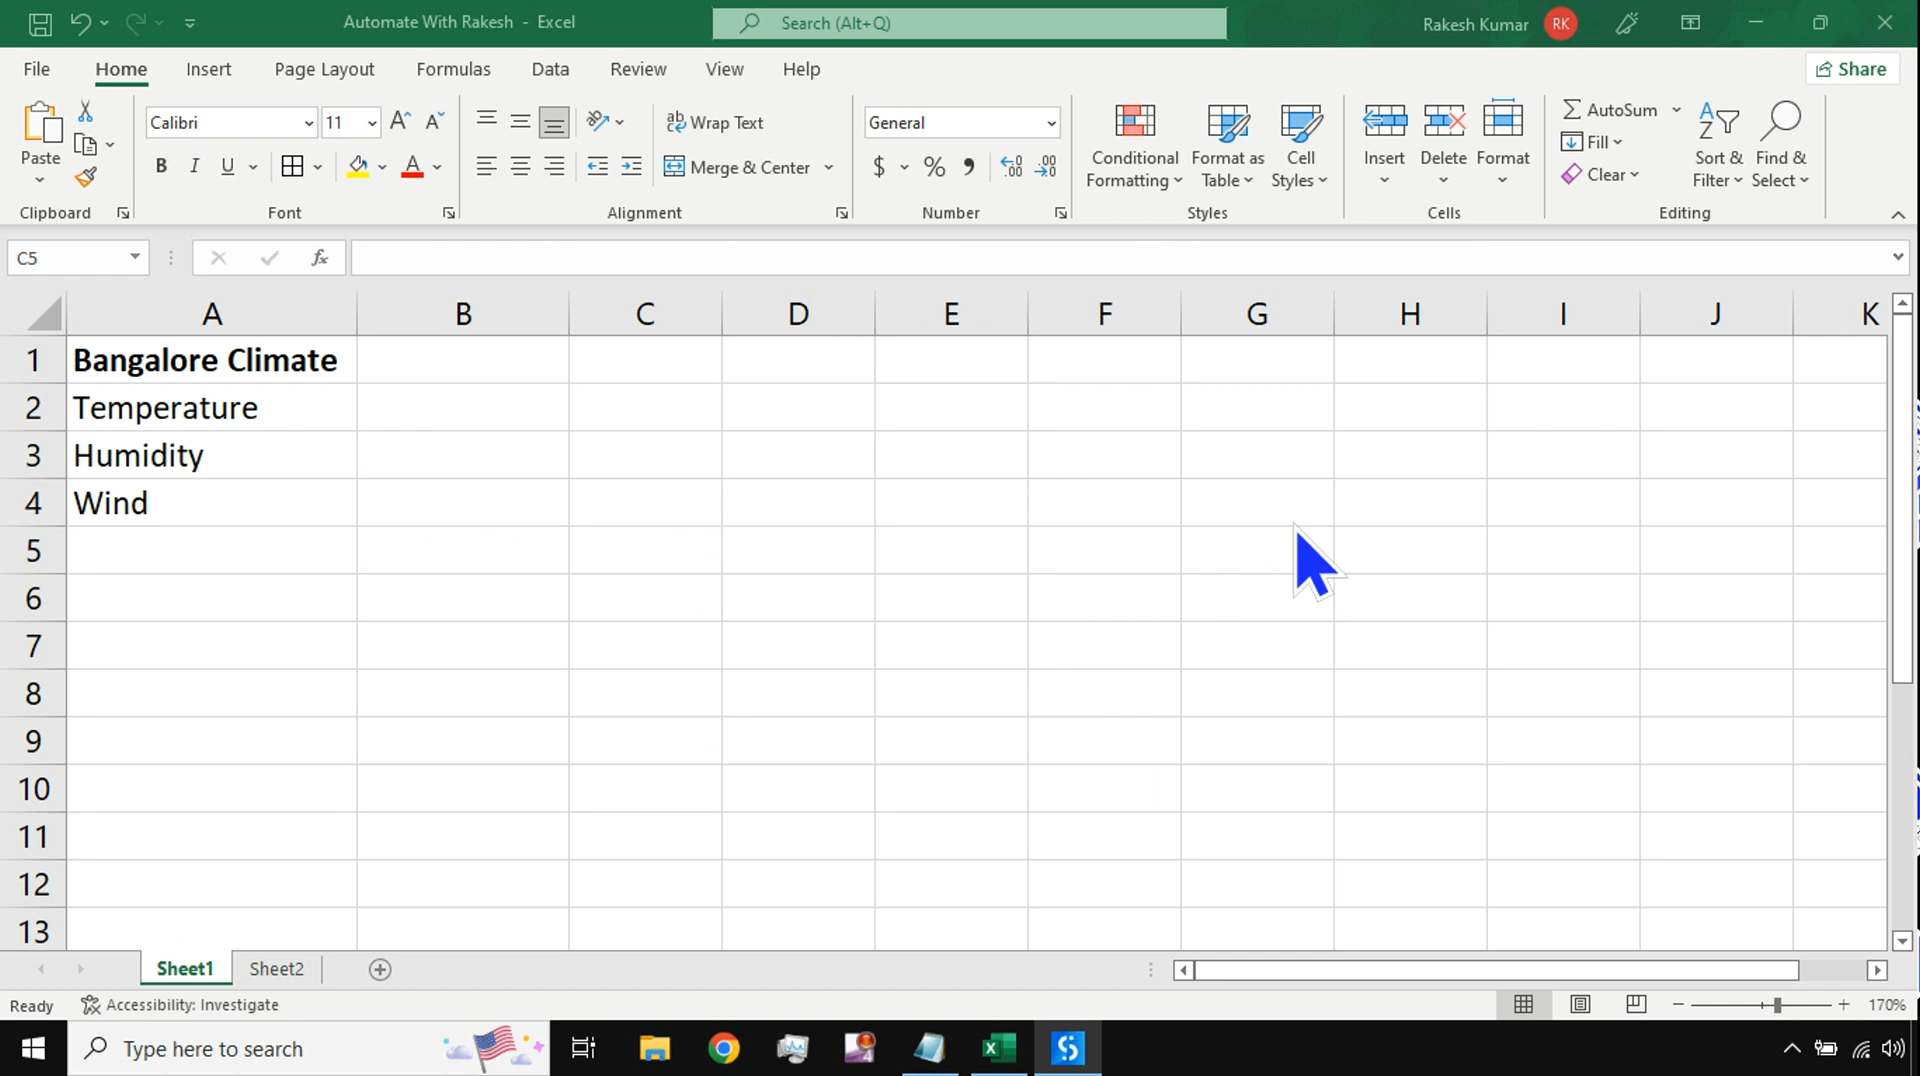 Automate With Rakesh - Excel
Search (Alt+Q)
Rakesh Kumar RK
File Home Insert Page Layout Formulas Data Review View Help Share
Paste
Clipboard
Calibri 11
B I U A
Font
ab Wrap Text
Merge & Center
Alignment
General
$ % ,
Number
Conditional Formatting
Format as Table
Cell Styles
Styles
Insert Delete Format
Cells
AutoSum
Fill
Clear
Sort & Filter
Find & Select
Editing
C5 fx
A B C D E F G H I J K
1 Bangalore Climate
2 Temperature
3 Humidity
4 Wind
5
6
7
8
9
10
11
12
13
Sheet1 Sheet2
Ready Accessibility: Investigate 170%
Type here to search